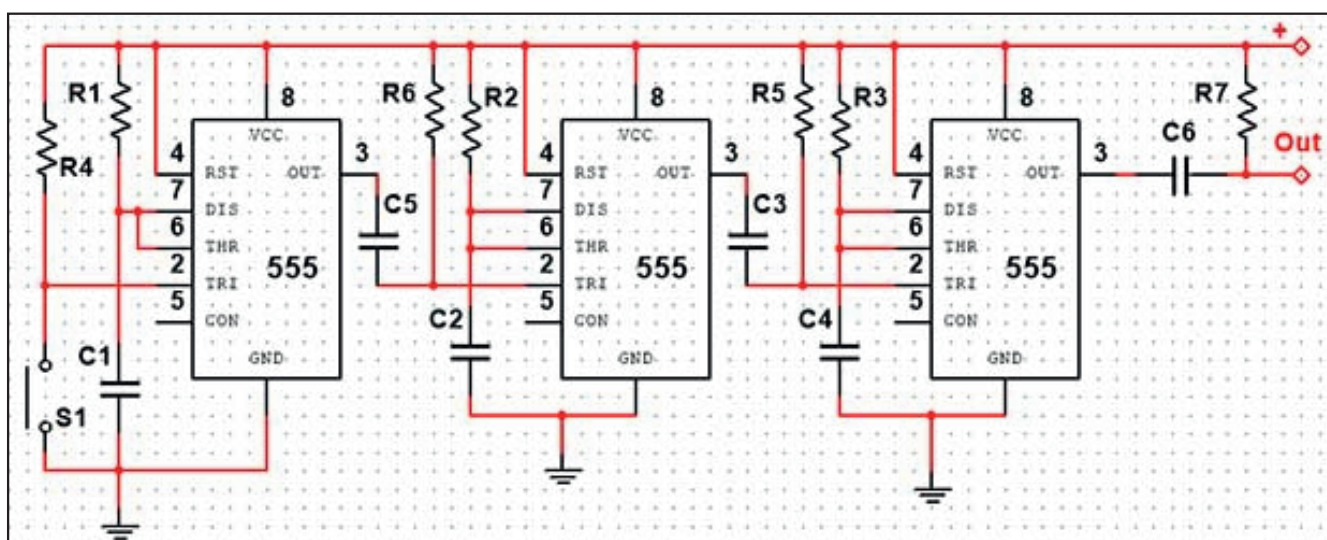 +
R1
8
R6
R2
8
R5
R3
8
R7
VCC
VCC
VCC
C6
Out
R4
4
RST
OUT
3
4
RST
OUT
3
4
RST
OUT
3
7
DIS
C5
7
DIS
C3
7
DIS
6
THR
6
THR
6
THR
2
TRI
555
2
TRI
555
2
TRI
555
5
CON
5
CON
5
CON
C1
GND
C2
GND
C4
GND
S1